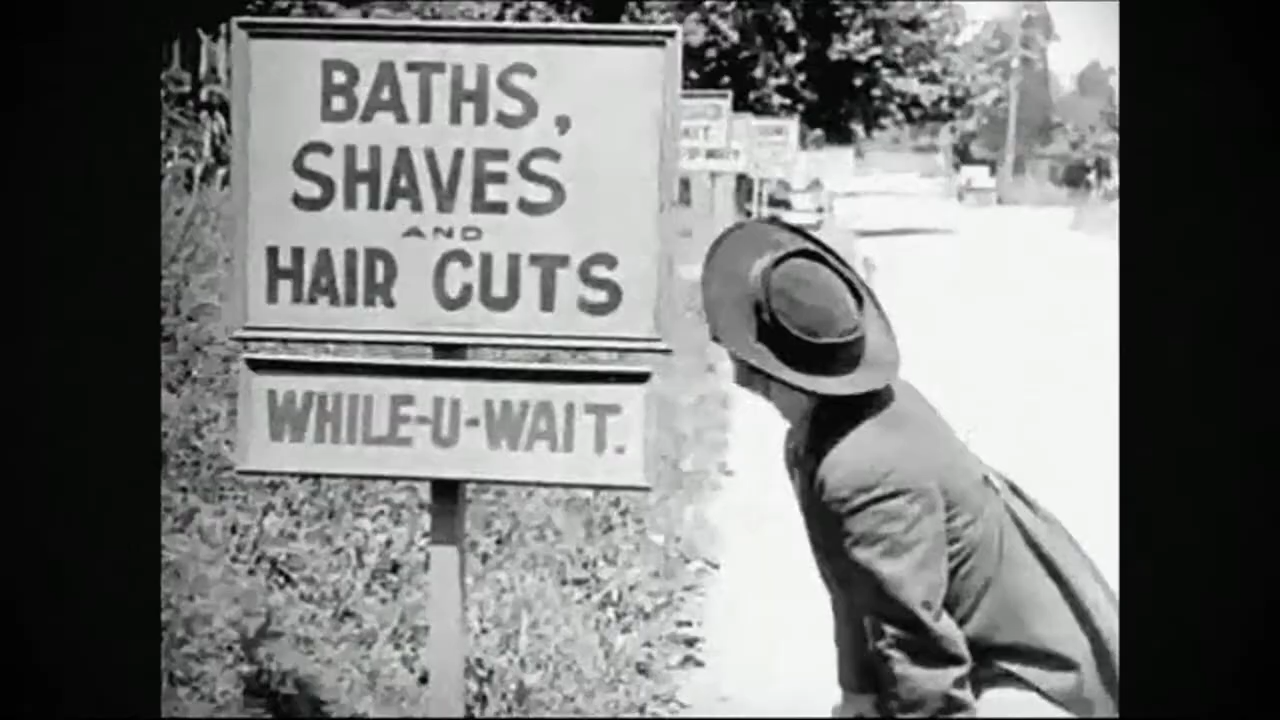 BATHS,
SHAVES
AND
HAIR CUTS
WHILE-U-WAIT.